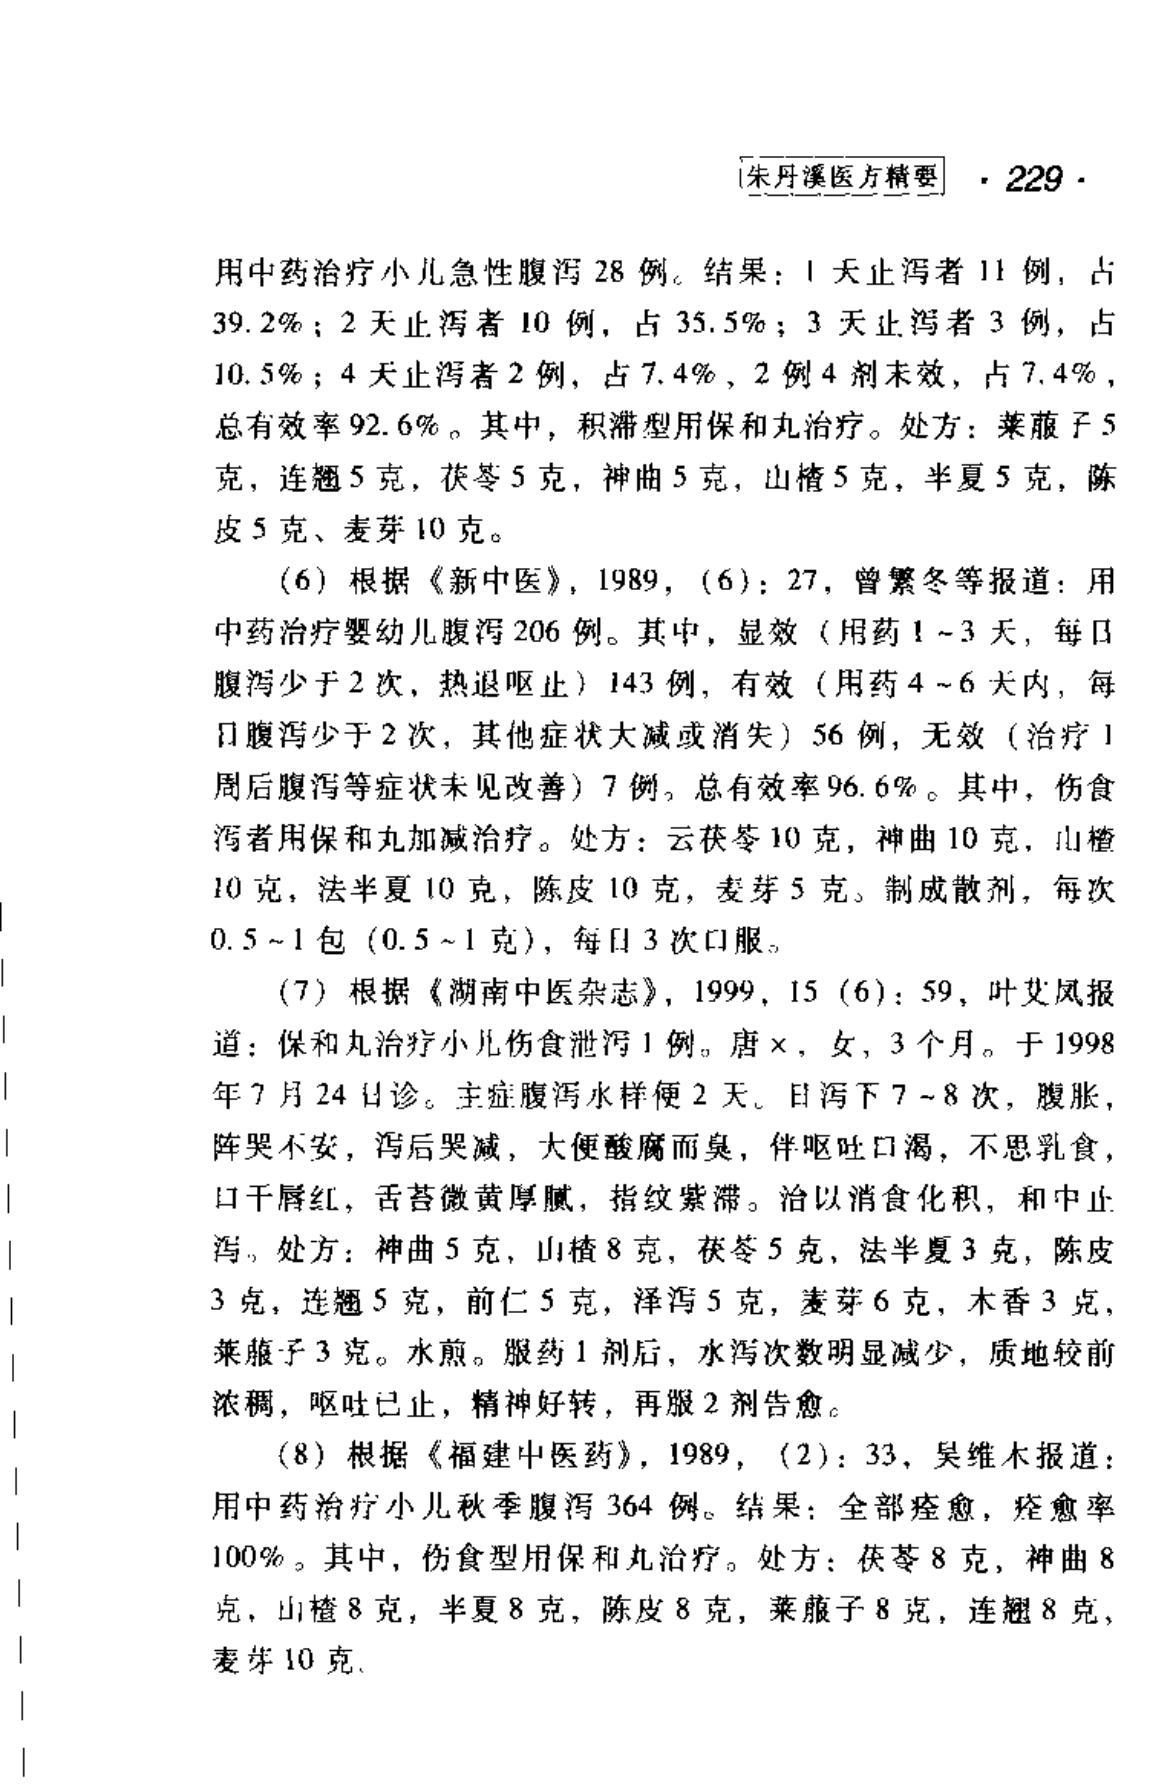 朱丹溪医方精要 · 229 ·
用中药治疗小儿急性腹泻 28 例。结果：1 天止泻者 11 例，占
39.2%；2 天止泻者 10 例，占 35.5%；3 天止泻者 3 例，占
10.5%；4 天止泻者 2 例，占 7.4%，2 例 4 剂未效，占 7.4%，
总有效率 92.6%。其中，积滞型用保和丸治疗。处方：莱菔子 5
克，连翘 5 克，茯苓 5 克，神曲 5 克，山楂 5 克，半夏 5 克，陈
皮 5 克、麦芽 10 克。
（6）根据《新中医》，1989，（6）：27，曾繁冬等报道：用
中药治疗婴幼儿腹泻 206 例。其中，显效（用药 1～3 天，每日
腹泻少于 2 次，热退呕止）143 例，有效（用药 4～6 天内，每
日腹泻少于 2 次，其他症状大减或消失）56 例，无效（治疗 1
周后腹泻等症状未见改善）7 例。总有效率 96.6%。其中，伤食
泻者用保和丸加减治疗。处方：云茯苓 10 克，神曲 10 克，山楂
10 克，法半夏 10 克，陈皮 10 克，麦芽 5 克。制成散剂，每次
0.5～1 包（0.5～1 克），每日 3 次口服。
（7）根据《湖南中医杂志》，1999，15（6）：59，叶艾凤报
道：保和丸治疗小儿伤食泄泻 1 例。唐×，女，3 个月。于 1998
年 7 月 24 日诊。主症腹泻水样便 2 天。日泻下 7～8 次，腹胀，
阵哭不安，泻后哭减，大便酸腐而臭，伴呕吐口渴，不思乳食，
口干唇红，舌苔微黄厚腻，指纹紫滞。治以消食化积，和中止
泻。处方：神曲 5 克，山楂 8 克，茯苓 5 克，法半夏 3 克，陈皮
3 克，连翘 5 克，前仁 5 克，泽泻 5 克，麦芽 6 克，木香 3 克，
莱菔子 3 克。水煎。服药 1 剂后，水泻次数明显减少，质地较前
浓稠，呕吐已止，精神好转，再服 2 剂告愈。
（8）根据《福建中医药》，1989，（2）：33，吴维木报道：
用中药治疗小儿秋季腹泻 364 例。结果：全部痊愈，痊愈率
100%。其中，伤食型用保和丸治疗。处方：茯苓 8 克，神曲 8
克，山楂 8 克，半夏 8 克，陈皮 8 克，莱菔子 8 克，连翘 8 克，
麦芽 10 克。